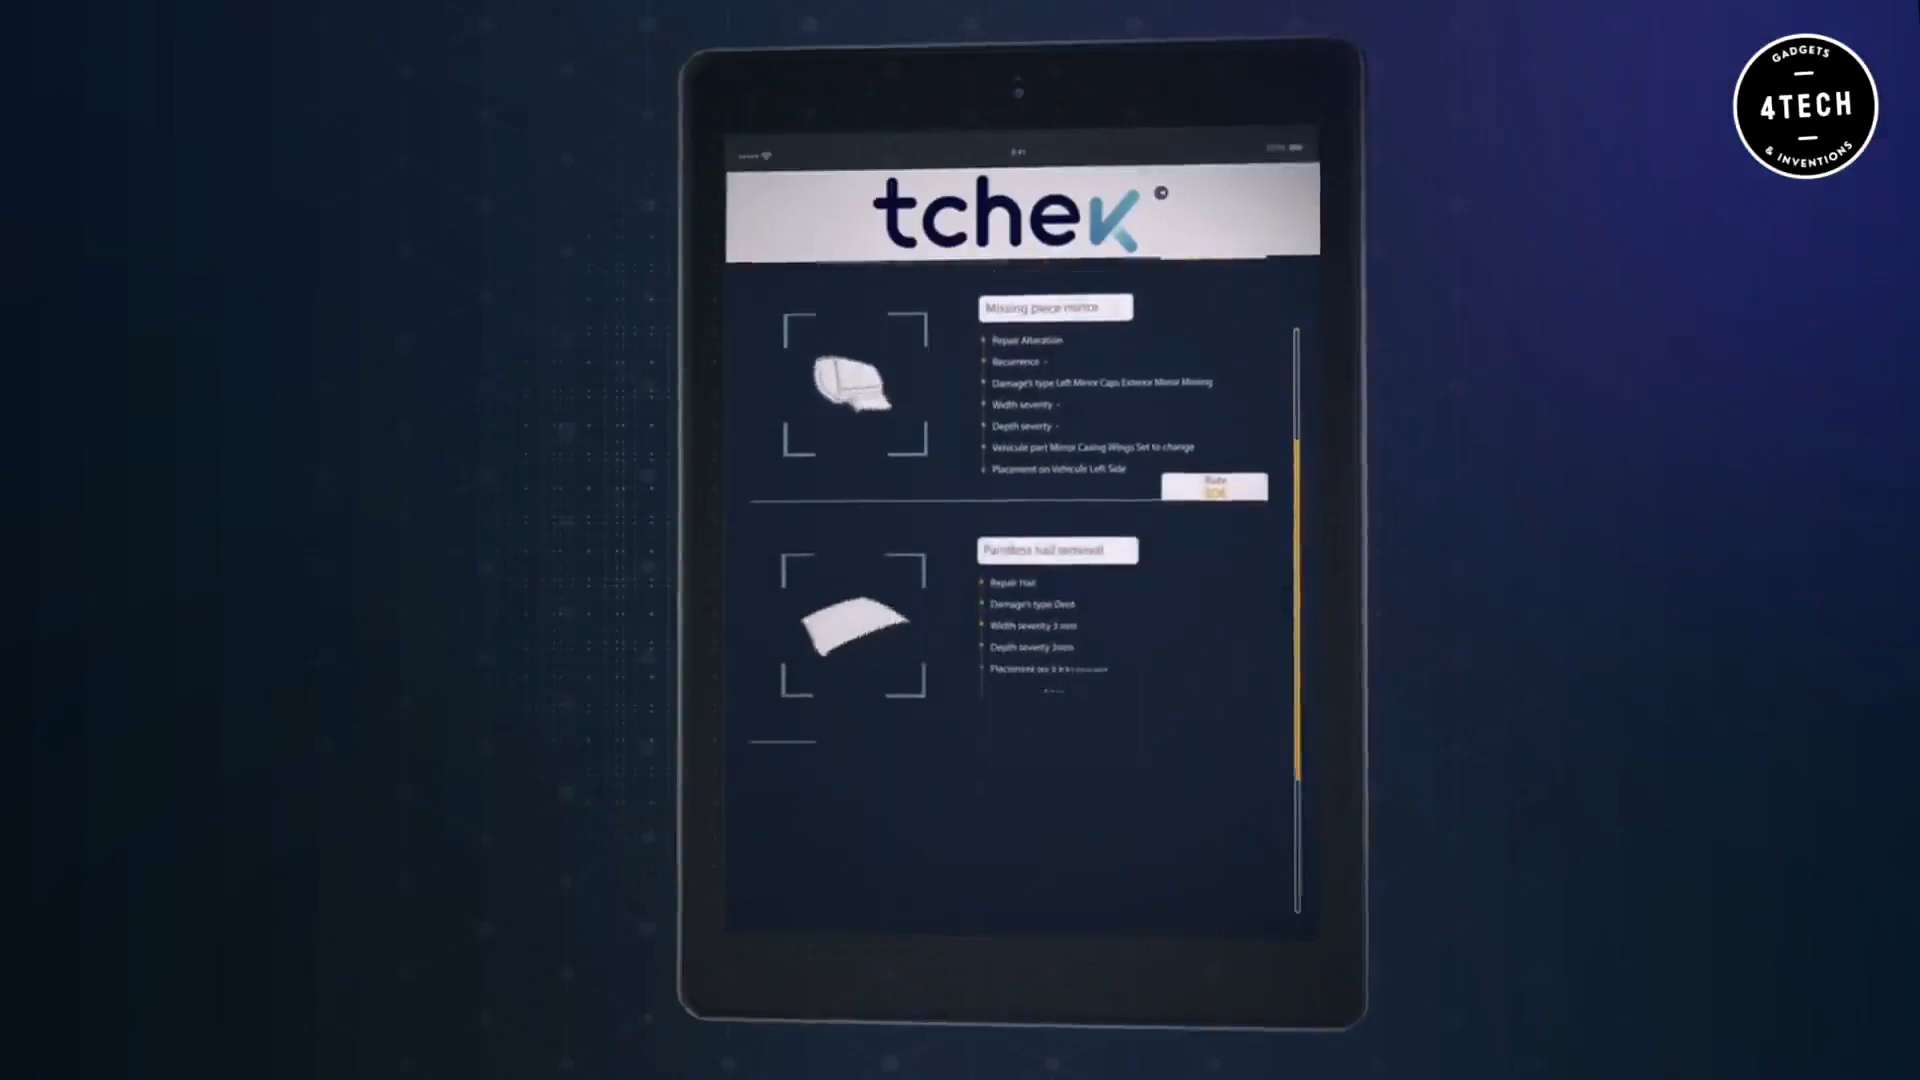 GADGETS
4TECH
& INVENTIONS
tchek
Missing piece mirror
Repair Alteration
Recurrence -
Damage's type Left Mirror Caps Exterior Mirror Missing
Width severity -
Depth severity -
Vehicule part Mirror Casing Wings Set to change
Placement on Vehicule Left Side
Rate
Paintless hail removal
Repair Hail
Damage's type Dent
Width severity 3 mm
Depth severity 3mm
Placement